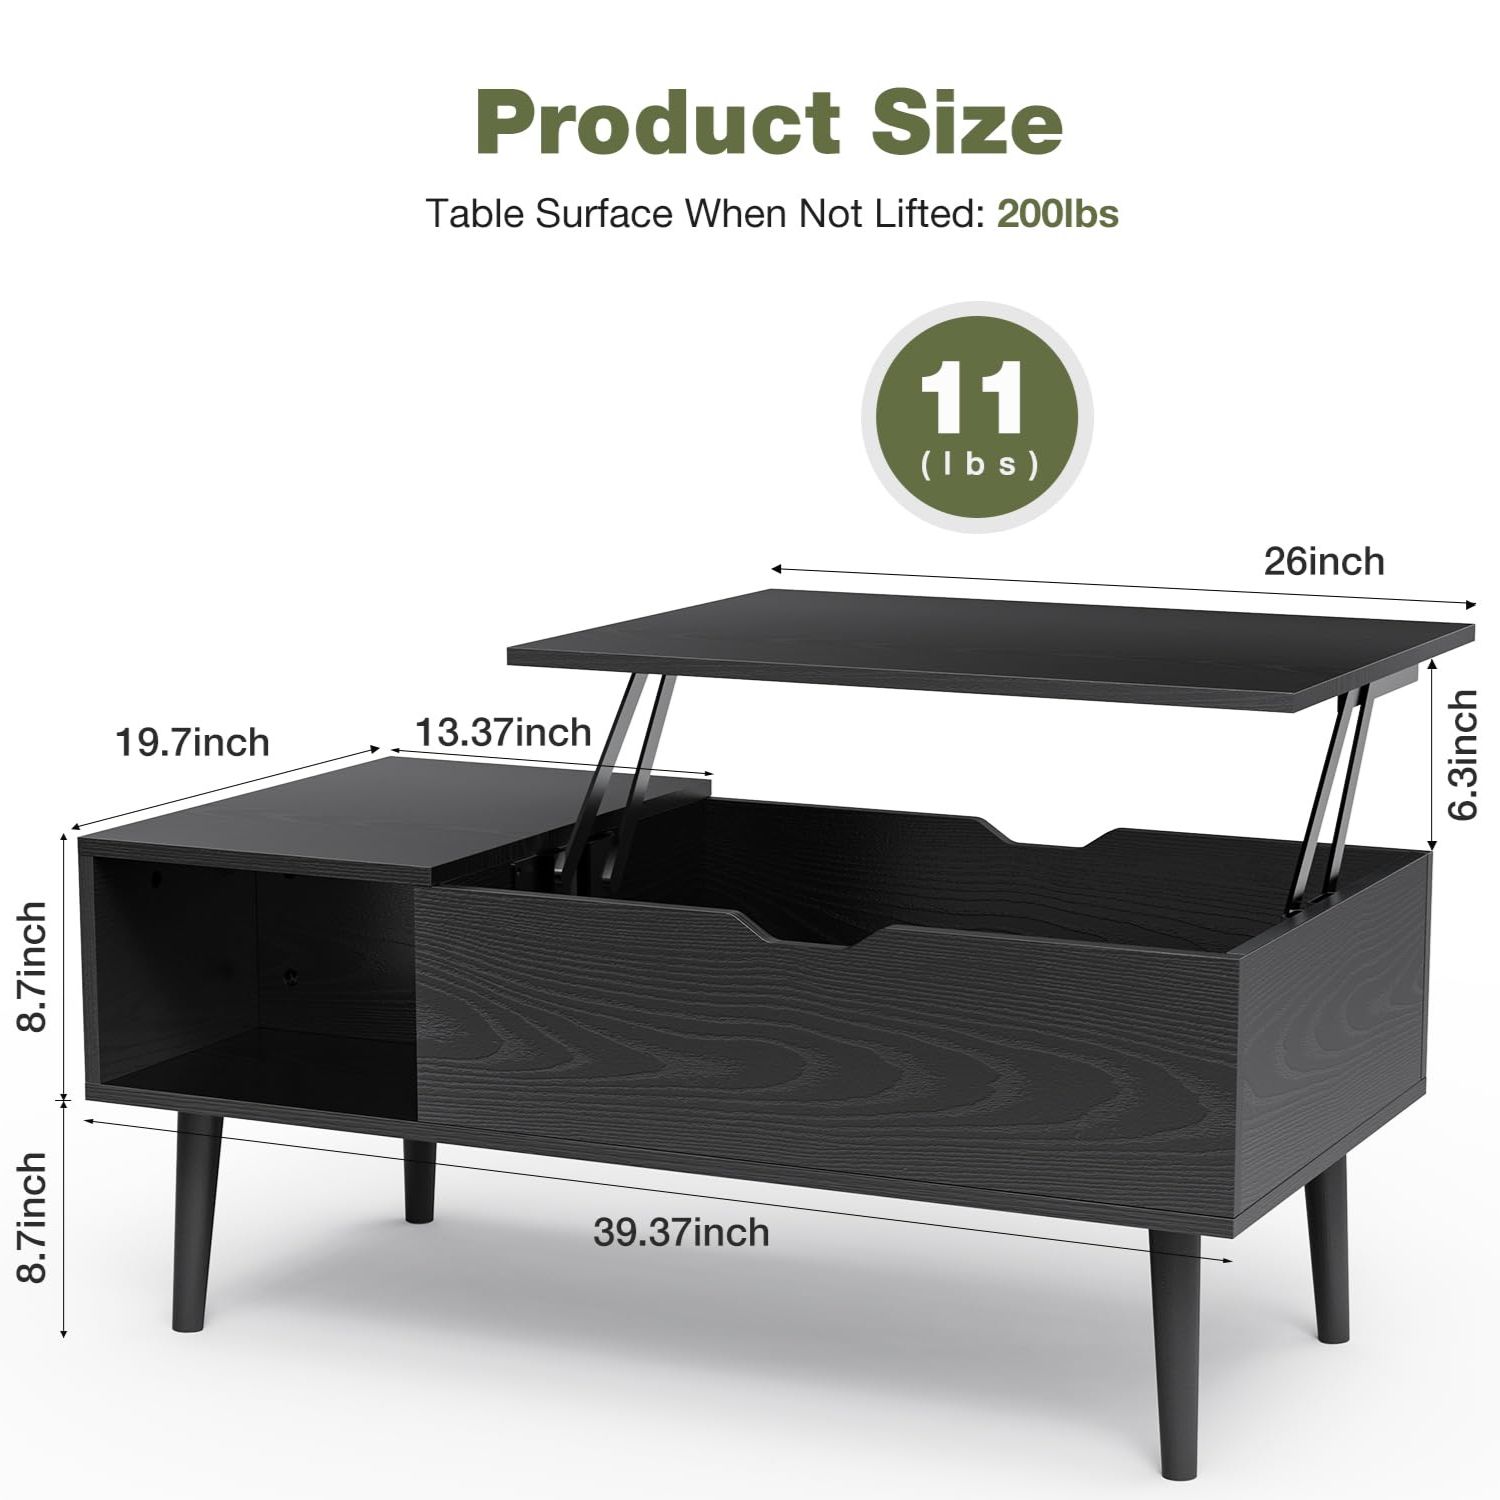 Product Size
Table Surface When Not Lifted: 200lbs
11
(lbs)
26inch
19.7inch
13.37inch
6.3inch
8.7inch
8.7inch
39.37inch